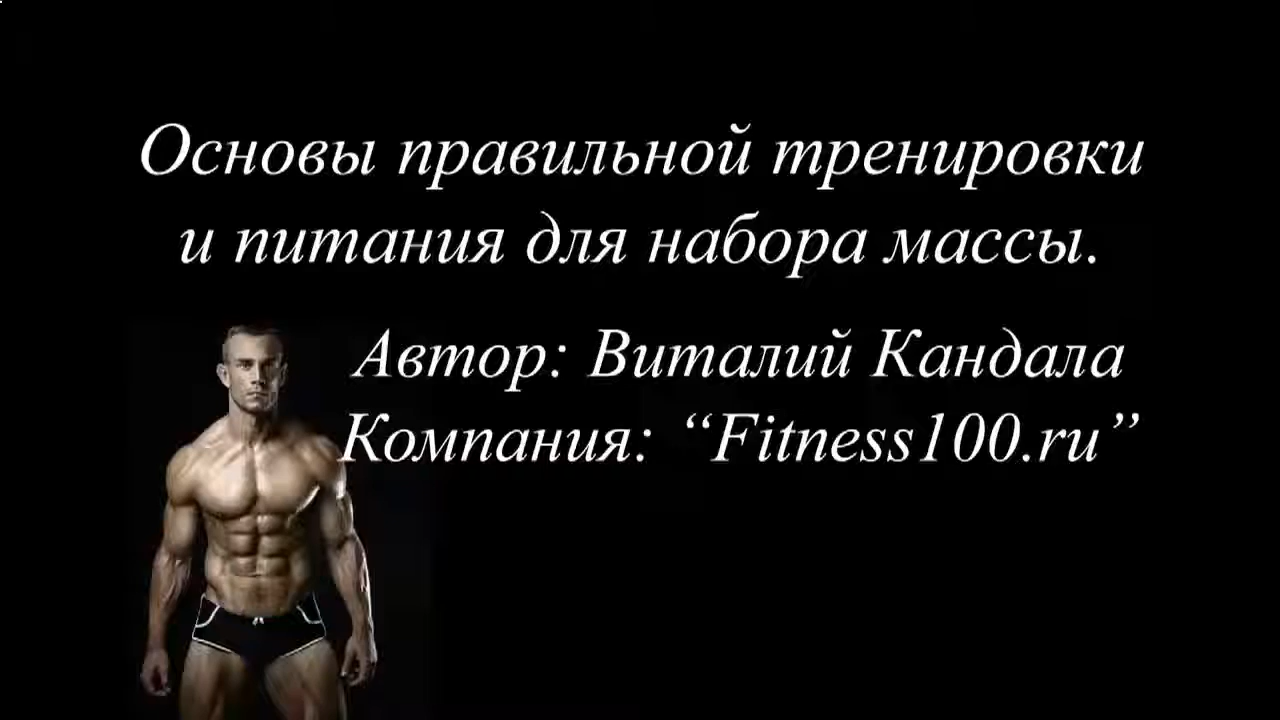 Основы правильной тренировки
и питания для набора массы.
Автор: Виталий Кандала
Компания: “Fitness100.ru”